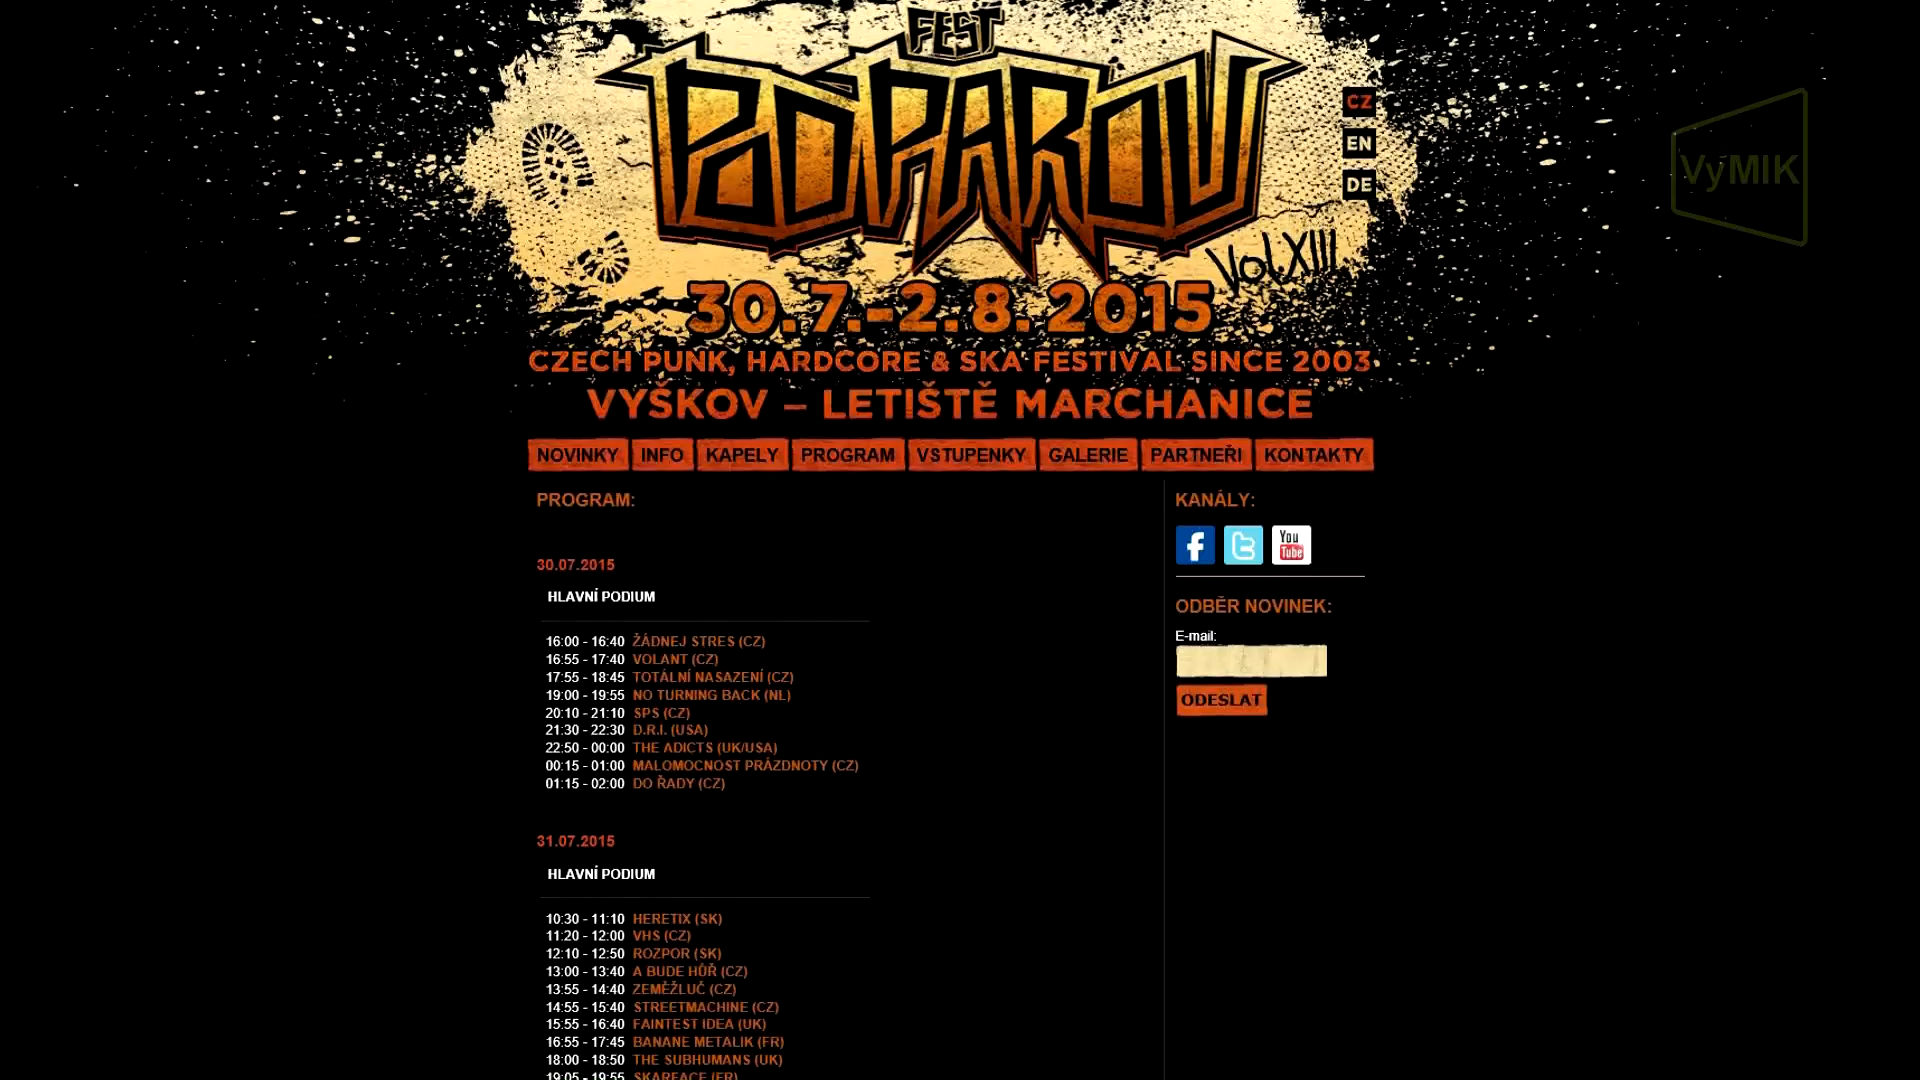 FEST
PODPAROU
CZ
EN
DE
VyMIK
Vol.XIII
30.7.-2.8.2015
CZECH PUNK, HARDCORE & SKA FESTIVAL SINCE 2003
VYŠKOV – LETIŠTĚ MARCHANICE
NOVINKY INFO KAPELY PROGRAM VSTUPENKY GALERIE PARTNEŘI KONTAKTY
PROGRAM:
30.07.2015
HLAVNÍ PODIUM
16:00 - 16:40 ŽÁDNEJ STRES (CZ)
16:55 - 17:40 VOLANT (CZ)
17:55 - 18:45 TOTÁLNÍ NASAZENÍ (CZ)
19:00 - 19:55 NO TURNING BACK (NL)
20:10 - 21:10 SPS (CZ)
21:30 - 22:30 D.R.I. (USA)
22:50 - 00:00 THE ADICTS (UK/USA)
00:15 - 01:00 MALOMOCNOST PRÁZDNOTY (CZ)
01:15 - 02:00 DO ŘADY (CZ)
31.07.2015
HLAVNÍ PODIUM
10:30 - 11:10 HERETIX (SK)
11:20 - 12:00 VHS (CZ)
12:10 - 12:50 ROZPOR (SK)
13:00 - 13:40 A BUDE HŮŘ (CZ)
13:55 - 14:40 ZEMĚŽLUČ (CZ)
14:55 - 15:40 STREETMACHINE (CZ)
15:55 - 16:40 FAINTEST IDEA (UK)
16:55 - 17:45 BANANE METALIK (FR)
18:00 - 18:50 THE SUBHUMANS (UK)
19:05 - 19:55 SKARFACE (FR)
KANÁLY:
You
Tube
ODBĚR NOVINEK:
E-mail:
ODESLAT